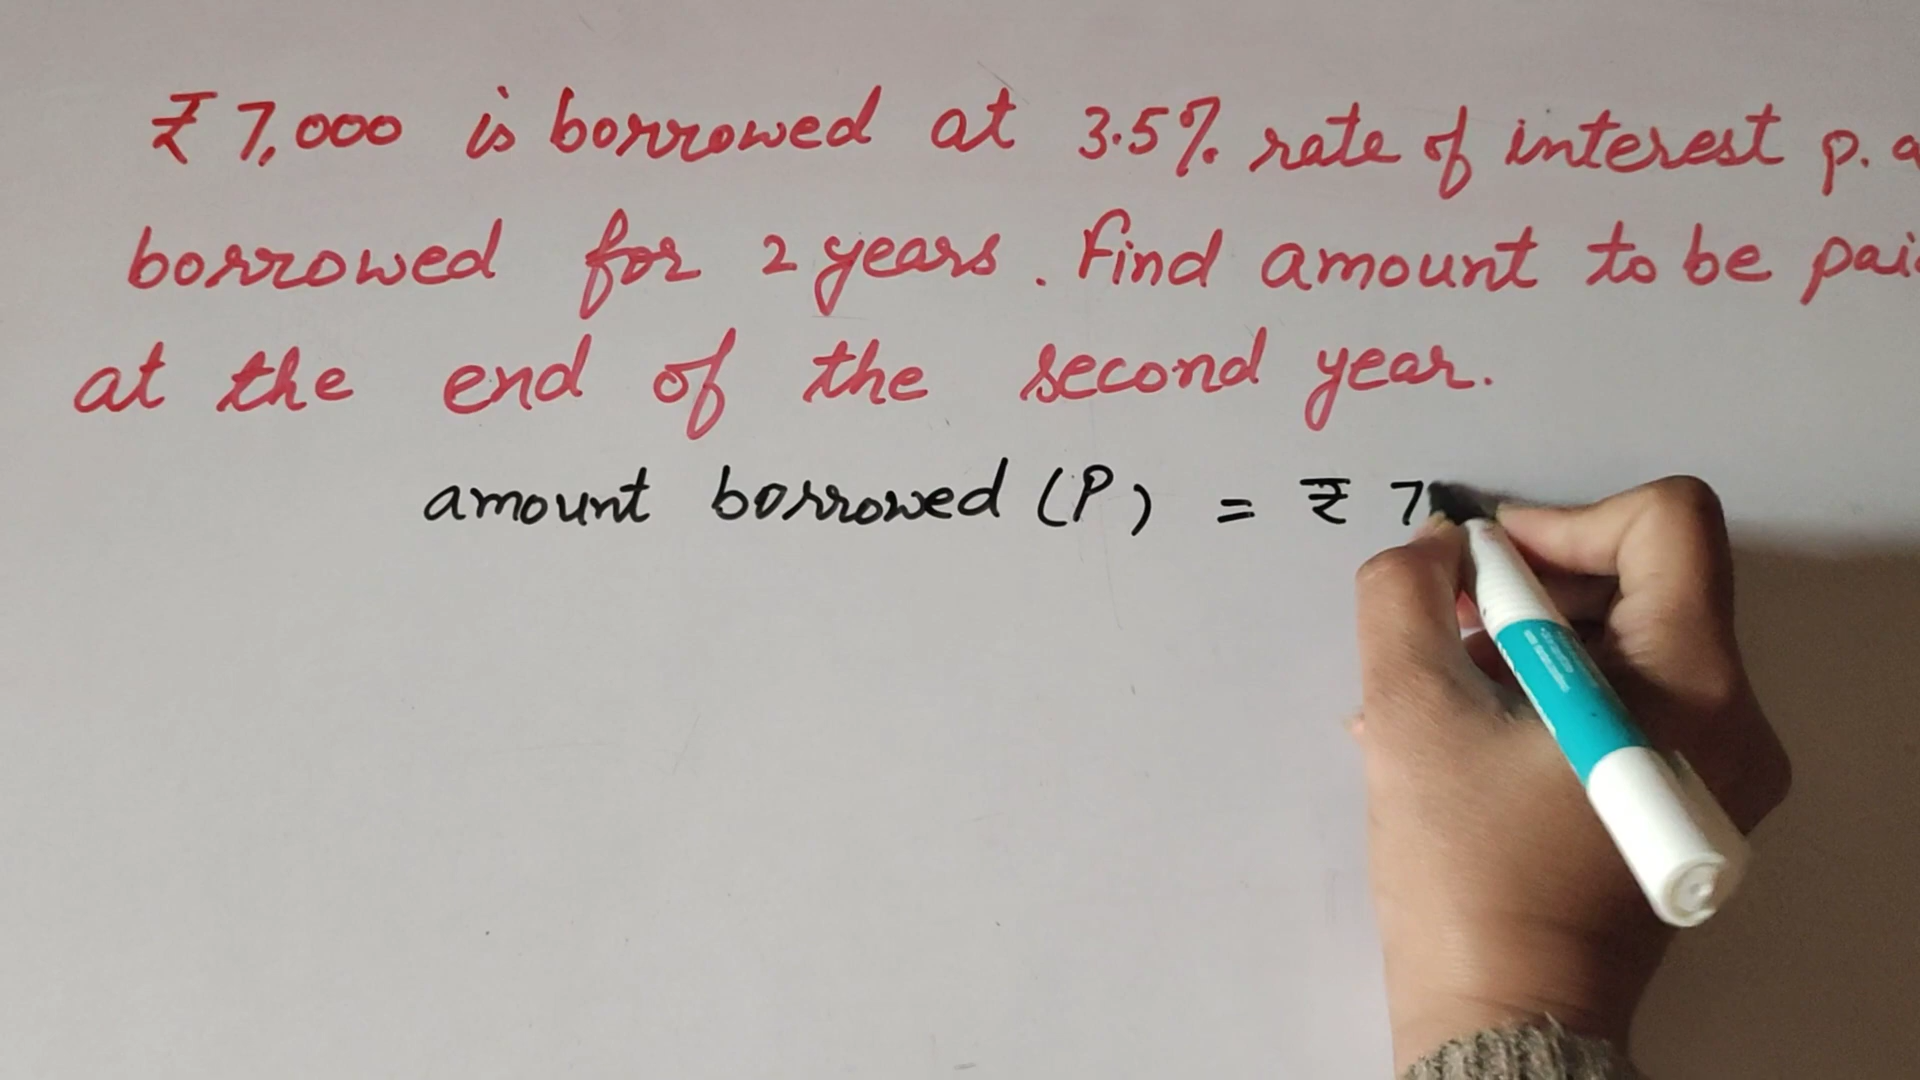 ₹ 7,000 is borrowed at 3.5% rate of interest p. a
borrowed for 2 years. Find amount to be paid
at the end of the second year.
amount borrowed (P) = ₹ 7